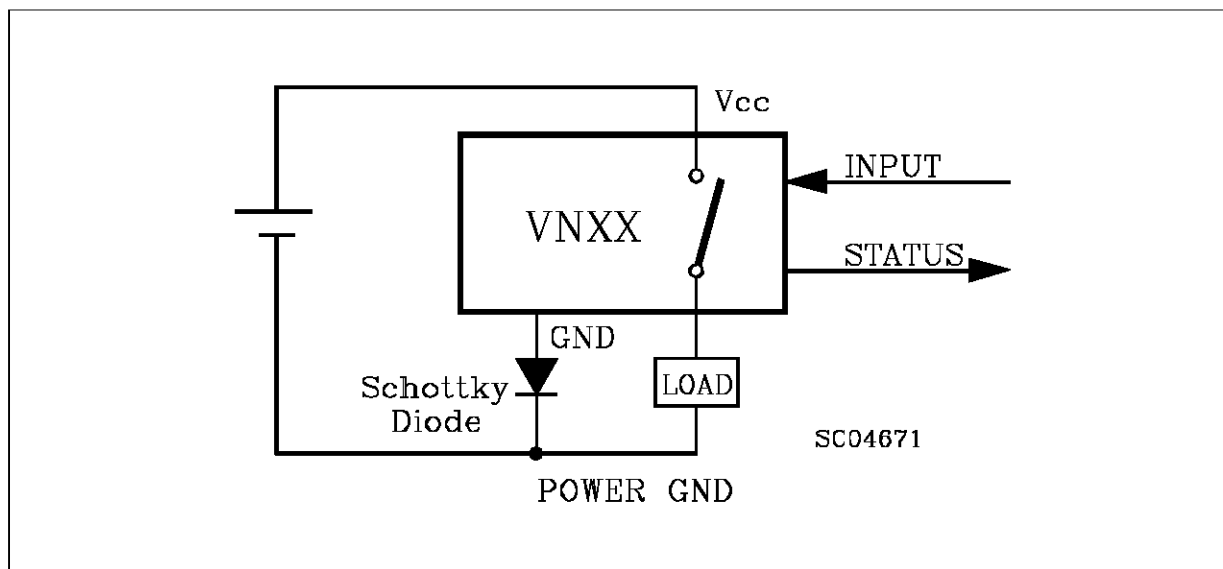 Vcc
INPUT
VNXX
STATUS
GND
Schottky
Diode
LOAD
SC04671
POWER GND